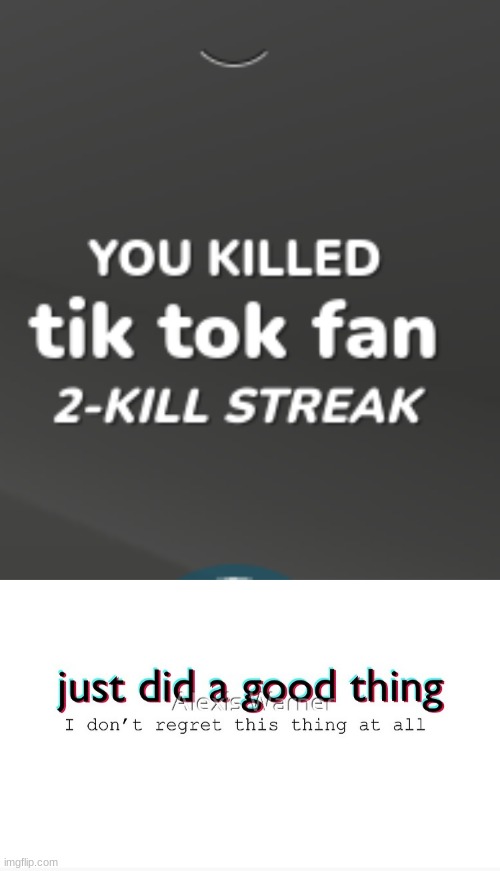 YOU KILLED
tik tok fan
2-KILL STREAK
just did a good thing
Alexis Warner
I don’t regret this thing at all
imgflip.com